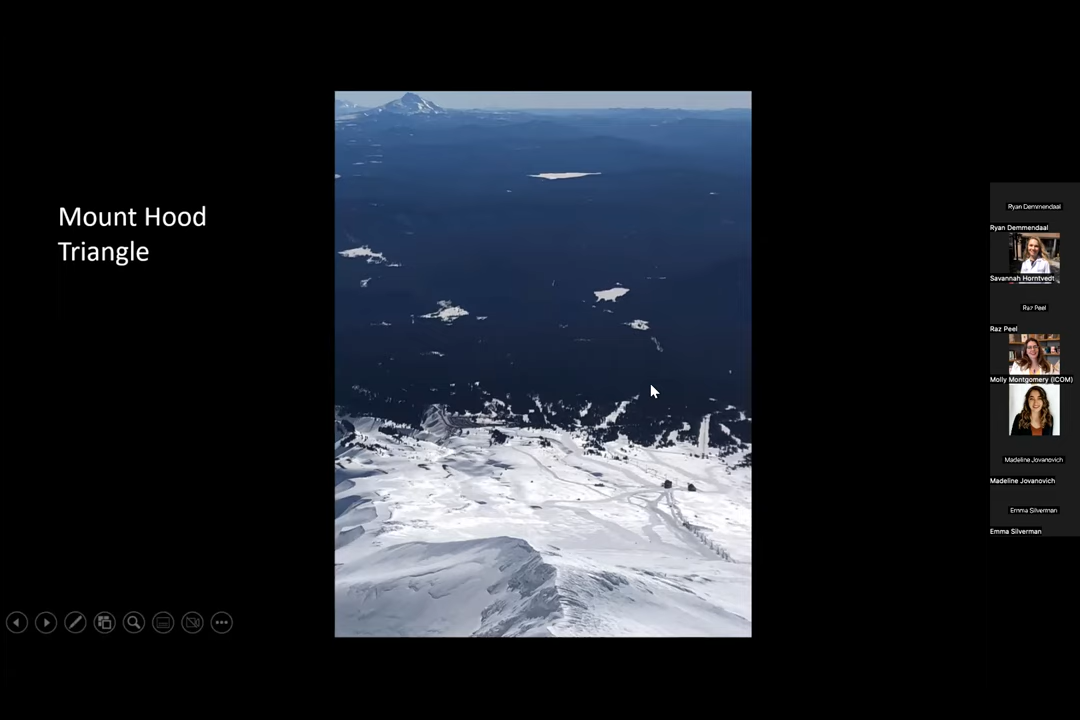 Mount Hood
Triangle
Ryan Demmendaal
Ryan Demmendaal
Savannah Horntvedt
Raz Peel
Raz Peel
Molly Montgomery (ICOM)
Madeline Jovanovich
Madeline Jovanovich
Emma Silverman
Emma Silverman